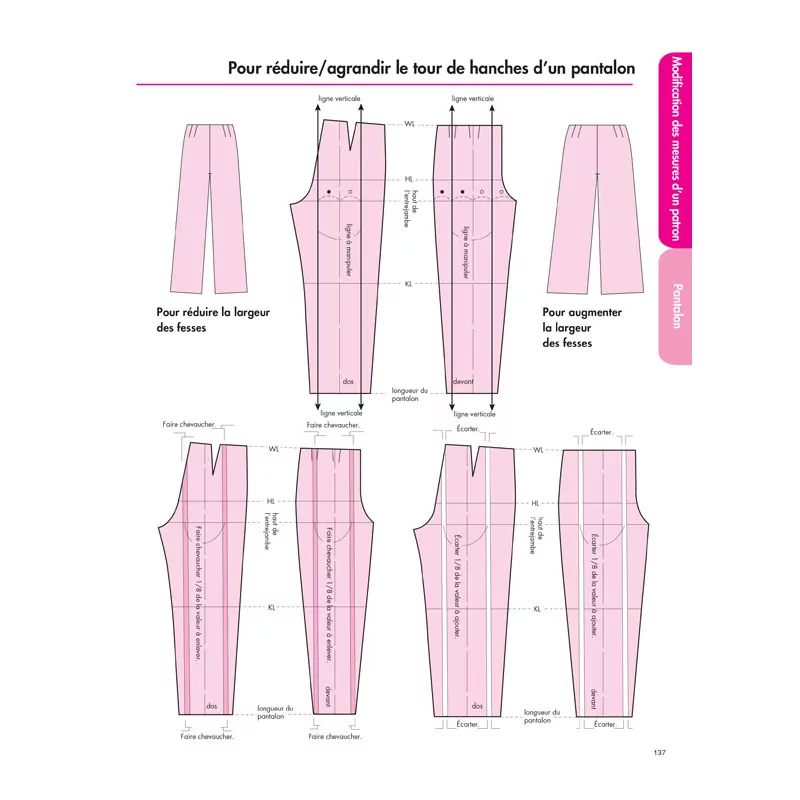 Pour réduire/agrandir le tour de hanches d'un pantalon
Modification des mesures d'un patron
Pantalon
ligne verticale
ligne verticale
WL
HL
haut de
l'entrejambe
ligne à manipuler
ligne à manipuler
KL
Pour réduire la largeur
des fesses
Pour augmenter
la largeur
des fesses
dos
devant
longueur du
pantalon
ligne verticale
ligne verticale
Faire chevaucher.
Faire chevaucher.
Écarter.
Écarter.
WL
WL
HL
HL
haut de
l'entrejambe
haut de
l'entrejambe
Faire chevaucher 1/8 de la valeur à enlever.
Faire chevaucher 1/8 de la valeur à enlever.
Écarter 1/8 de la valeur à ajouter.
Écarter 1/8 de la valeur à ajouter.
KL
KL
dos
devant
dos
devant
longueur du
pantalon
longueur du
pantalon
Faire chevaucher.
Faire chevaucher.
Écarter.
Écarter.
137